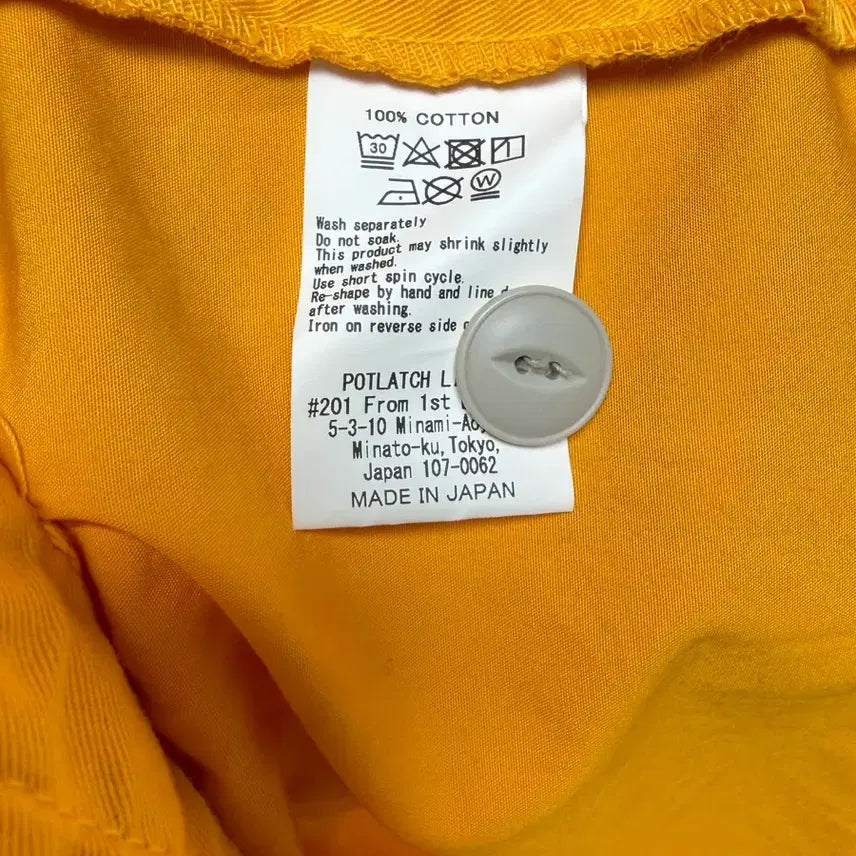 100% COTTON
30
W
Wash separately
Do not soak.
This product may shrink slightly
when washed.
Use short spin cycle.
Re-shape by hand and line
after washing.
Iron on reverse side
POTLATCH
#201 From 1st
5-3-10
Minato-ku, Tokyo,
Japan 107-0062
MADE IN JAPAN